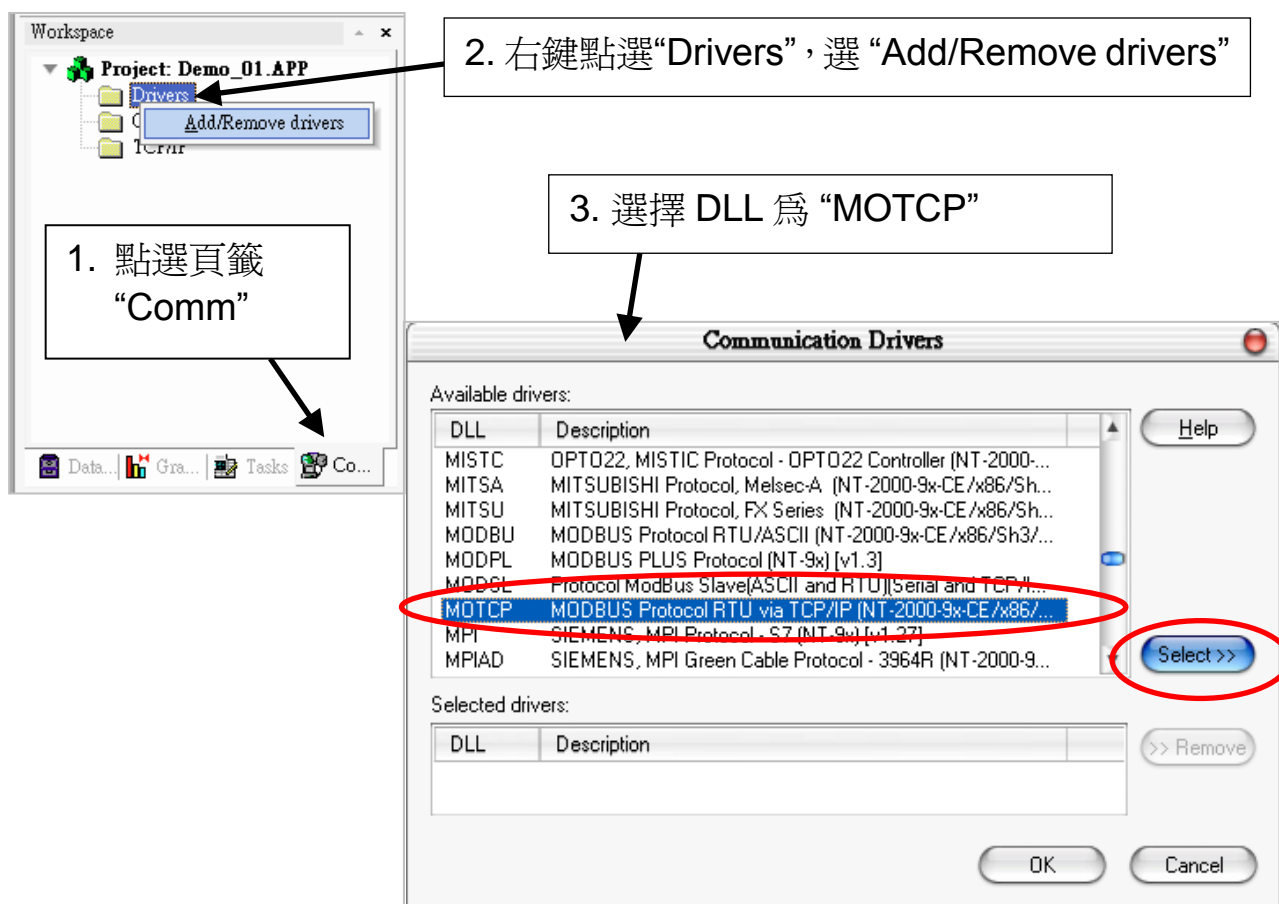 Workspace
Project: Demo_01.APP
Drivers
Add/Remove drivers
TCP/IP
Data...
Gra...
Tasks
Co...
2. 右鍵點選“Drivers”，選 “Add/Remove drivers”
3. 選擇 DLL 為 “MOTCP”
1. 點選頁籤
“Comm”
Communication Drivers
Available drivers:
DLL Description
Help
MISTC OPTO22, MISTIC Protocol - OPTO22 Controller (NT-2000-...
MITSA MITSUBISHI Protocol, Melsec-A (NT-2000-9x-CE/x86/Sh...
MITSU MITSUBISHI Protocol, FX Series (NT-2000-9x-CE/x86/Sh...
MODBU MODBUS Protocol RTU/ASCII (NT-2000-9x-CE/x86/Sh3/...
MODPL MODBUS PLUS Protocol (NT-9x) [v1.3]
MODSL Protocol ModBus Slave(ASCII and RTU)(Serial and TCP/I...
MOTCP MODBUS Protocol RTU via TCP/IP (NT-2000-9x-CE/x86/...
MPI SIEMENS, MPI Protocol - S7 (NT-9x) [v1.27]
MPIAD SIEMENS, MPI Green Cable Protocol - 3964R (NT-2000-9...
Select >>
Selected drivers:
DLL Description
>> Remove
OK
Cancel